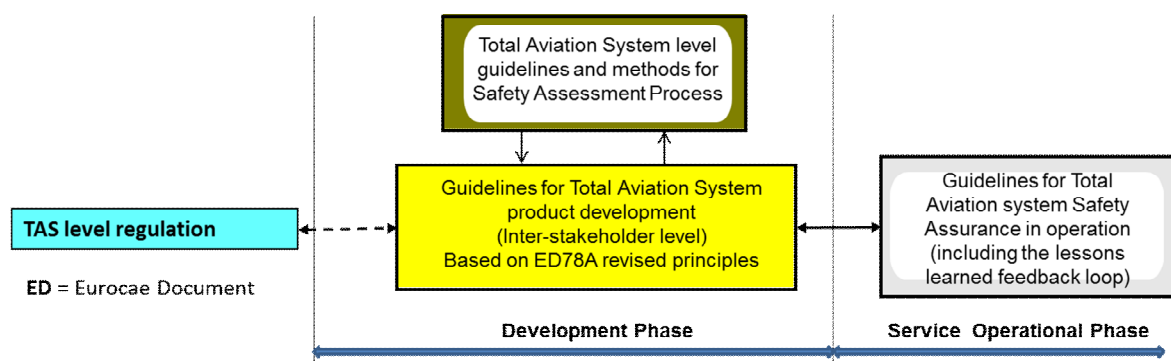 Total Aviation System level
guidelines and methods for
Safety Assessment Process
Guidelines for Total Aviation System
product development
(Inter-stakeholder level)
Based on ED78A revised principles
Guidelines for Total
Aviation system Safety
Assurance in operation
(including the lessons
learned feedback loop)
TAS level regulation
ED = Eurocae Document
Development Phase
Service Operational Phase